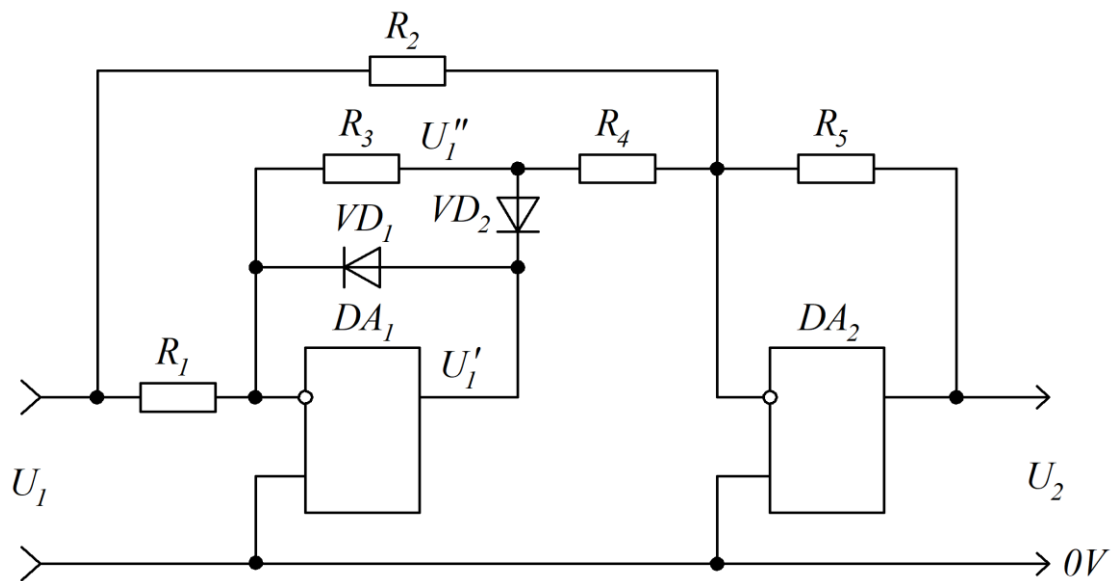 R₂
R₃ U₁″ R₄ R₅
VD₁ VD₂
DA₁ DA₂
R₁ U₁′
U₁ U₂
0V